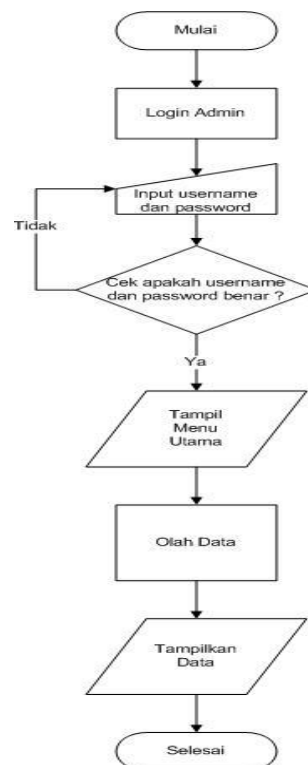 Mulai
Login Admin
Input username
dan password
Tidak
Cek apakah username
dan password benar ?
Ya
Tampil
Menu
Utama
Olah Data
Tampilkan
Data
Selesai